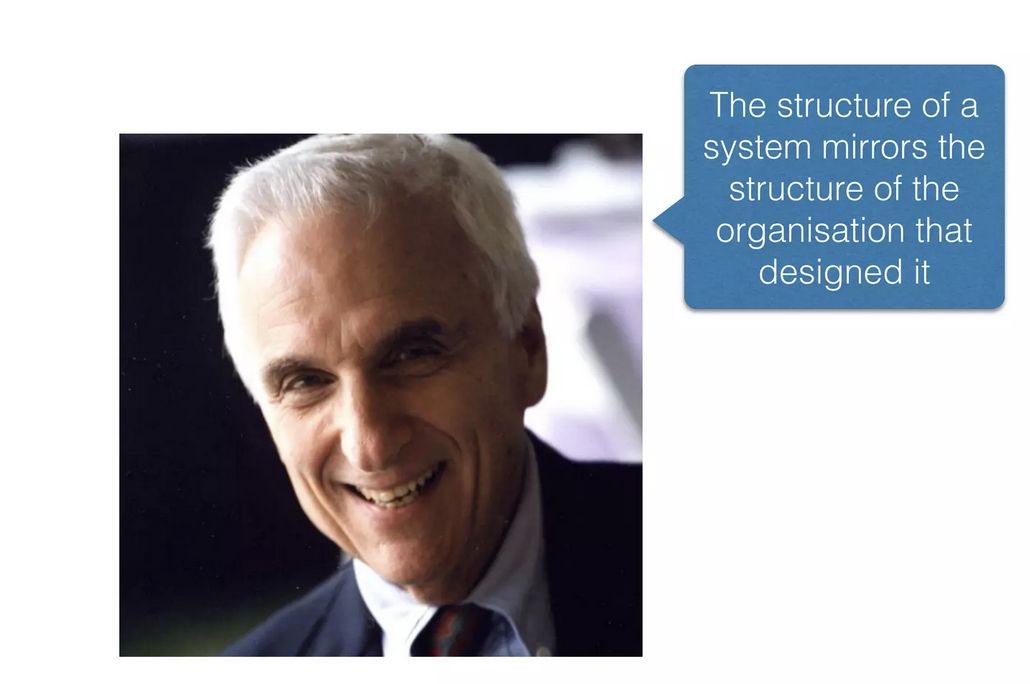 The structure of a
system mirrors the
structure of the
organisation that
designed it